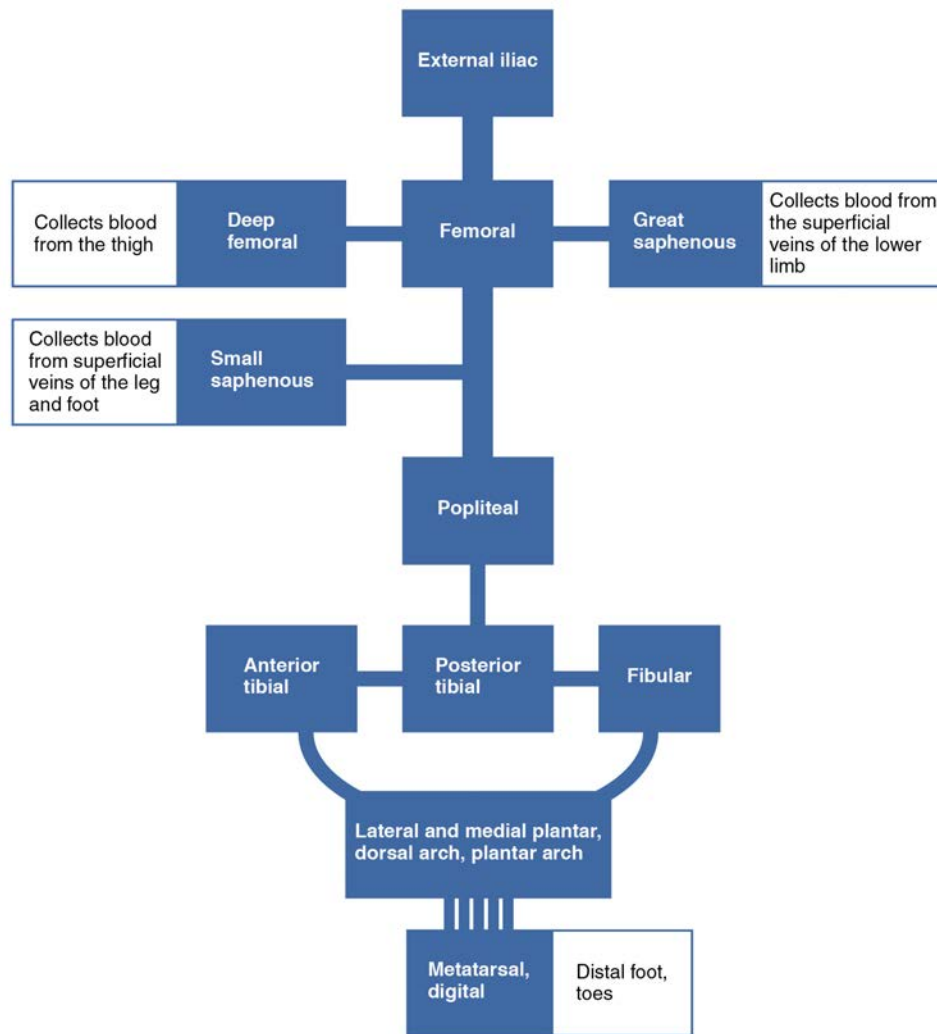 External iliac
Collects blood
from the thigh
Deep
femoral
Femoral
Great
saphenous
Collects blood from
the superficial
veins of the lower
limb
Collects blood
from superficial
veins of the leg
and foot
Small
saphenous
Popliteal
Anterior
tibial
Posterior
tibial
Fibular
Lateral and medial plantar,
dorsal arch, plantar arch
Metatarsal,
digital
Distal foot,
toes